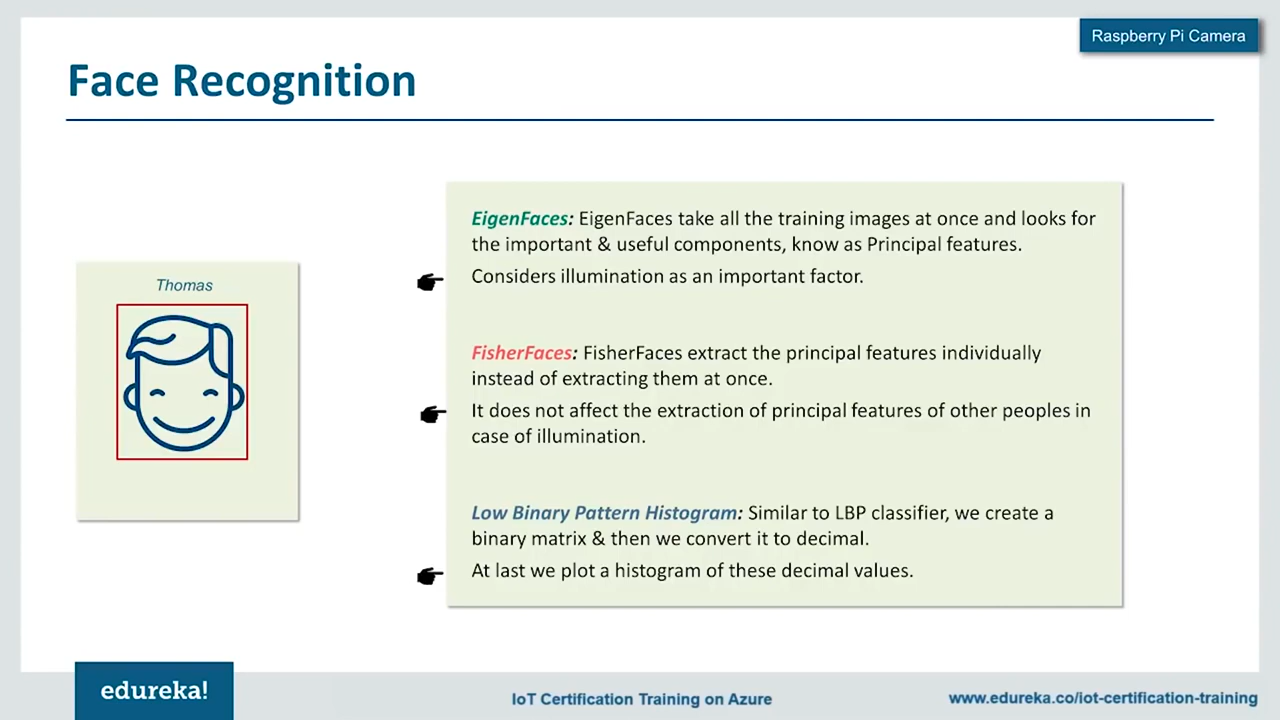 Raspberry Pi Camera
Face Recognition
Thomas
EigenFaces: EigenFaces take all the training images at once and looks for
the important & useful components, know as Principal features.
Considers illumination as an important factor.
FisherFaces: FisherFaces extract the principal features individually
instead of extracting them at once.
It does not affect the extraction of principal features of other peoples in
case of illumination.
Low Binary Pattern Histogram: Similar to LBP classifier, we create a
binary matrix & then we convert it to decimal.
At last we plot a histogram of these decimal values.
edureka!
IoT Certification Training on Azure
www.edureka.co/iot-certification-training